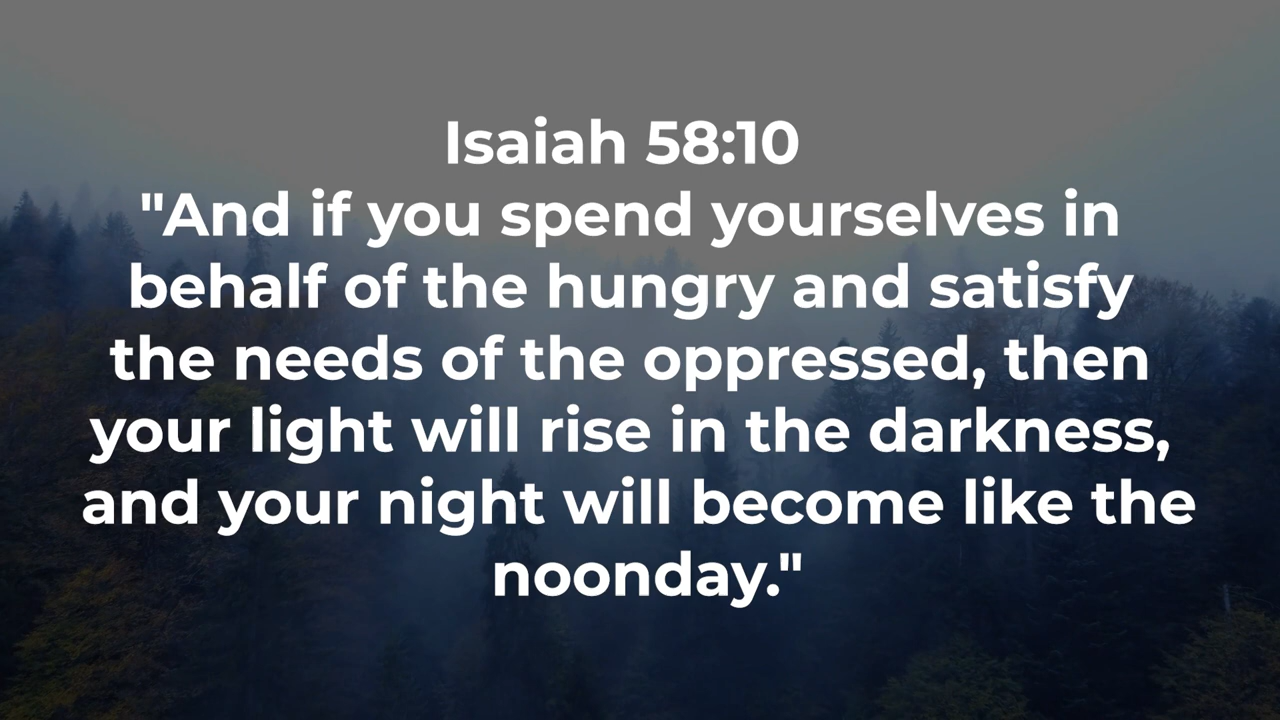 Isaiah 58:10
"And if you spend yourselves in
behalf of the hungry and satisfy
the needs of the oppressed, then
your light will rise in the darkness,
and your night will become like the
noonday."